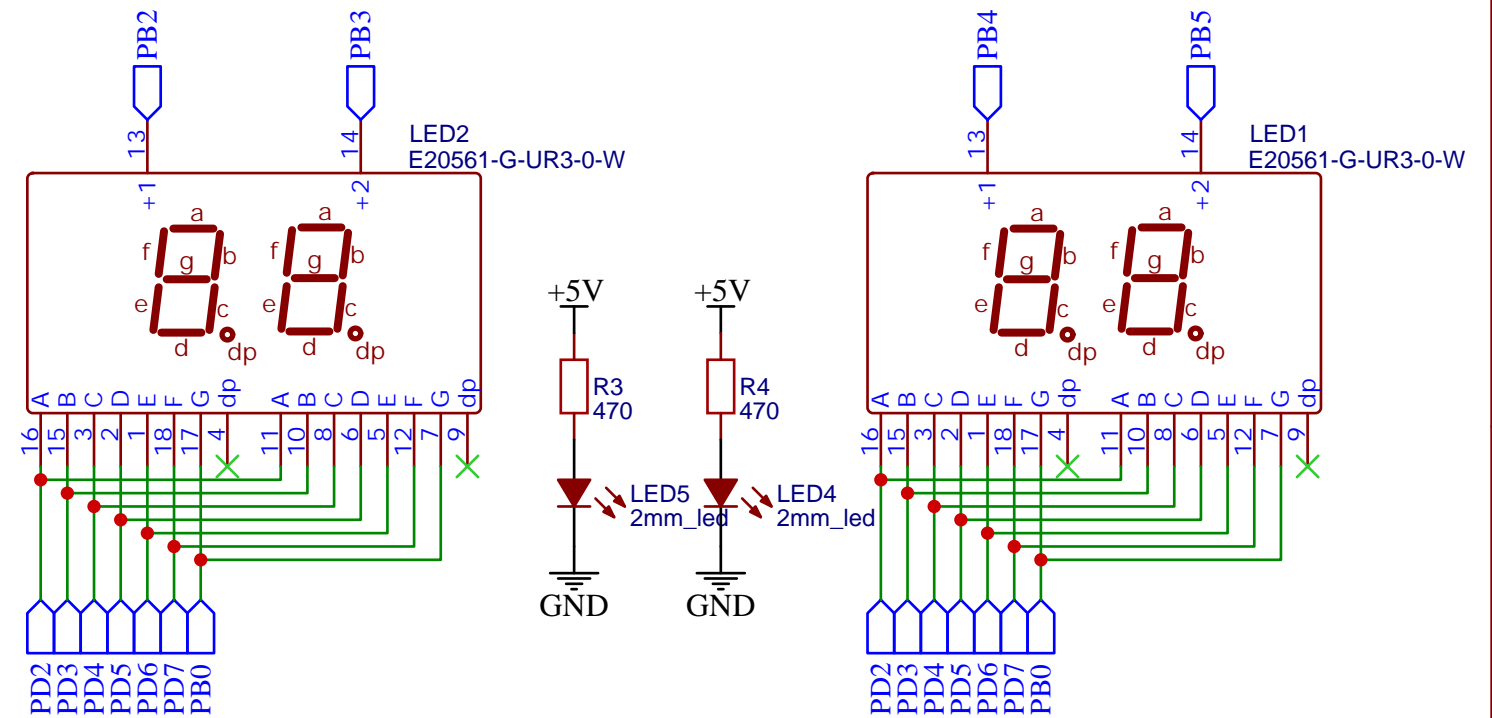 PB2
PB3
PB4
PB5
13
14
LED2
E20561-G-UR3-0-W
13
14
LED1
E20561-G-UR3-0-W
+1
+2
+1
+2
a
f
b
g
e
c
d
dp
a
f
b
g
e
c
d
dp
a
f
b
g
e
c
d
dp
a
f
b
g
e
c
d
dp
+5V
+5V
R3
470
R4
470
A B C D E F G dp A B C D E F G dp
16 15 3 2 1 18 17 4 11 10 8 6 5 12 7 9
A B C D E F G dp A B C D E F G dp
16 15 3 2 1 18 17 4 11 10 8 6 5 12 7 9
LED5
2mm_led
LED4
2mm_led
GND
GND
PD2
PD3
PD4
PD5
PD6
PD7
PB0
PD2
PD3
PD4
PD5
PD6
PD7
PB0